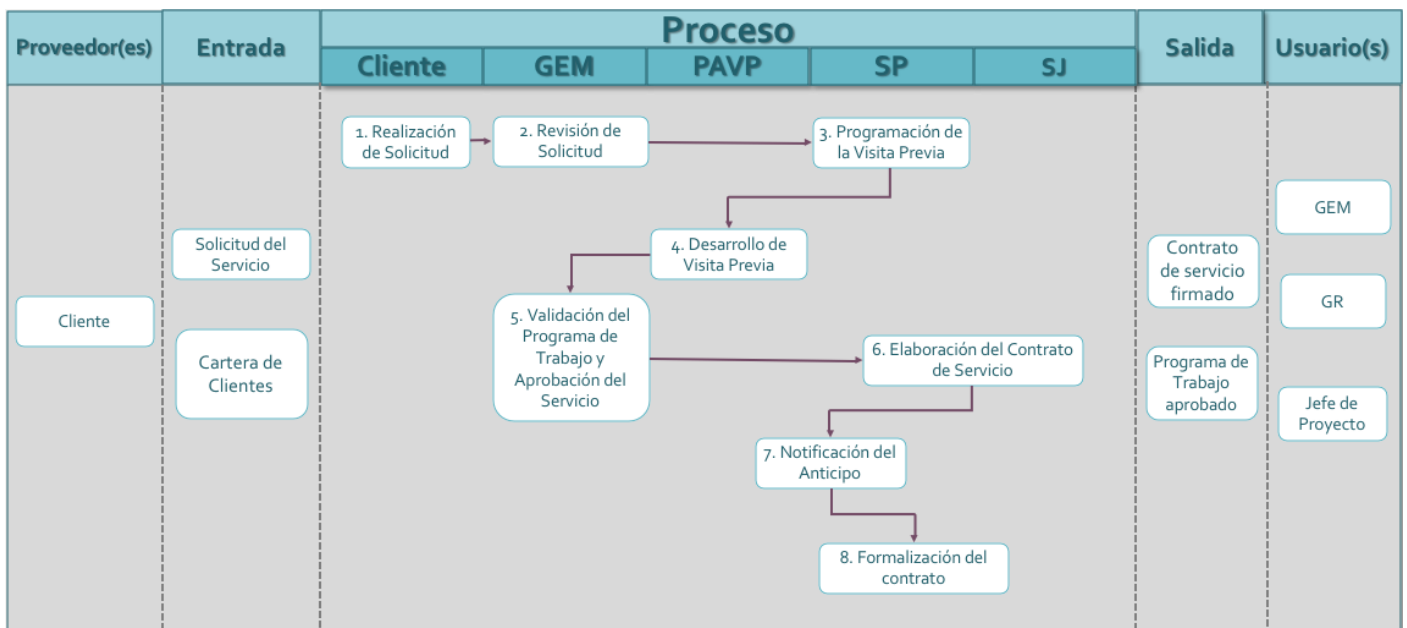 Proveedor(es)
Entrada
Proceso
Salida
Usuario(s)
Cliente
GEM
PAVP
SP
SJ
1. Realización
de Solicitud
2. Revisión de
Solicitud
3. Programación de
la Visita Previa
4. Desarrollo de
Visita Previa
5. Validación del
Programa de
Trabajo y
Aprobación del
Servicio
6. Elaboración del Contrato
de Servicio
7. Notificación del
Anticipo
8. Formalización del
contrato
Cliente
Solicitud del
Servicio
Cartera de
Clientes
Contrato
de servicio
firmado
Programa de
Trabajo
aprobado
GEM
GR
Jefe de
Proyecto